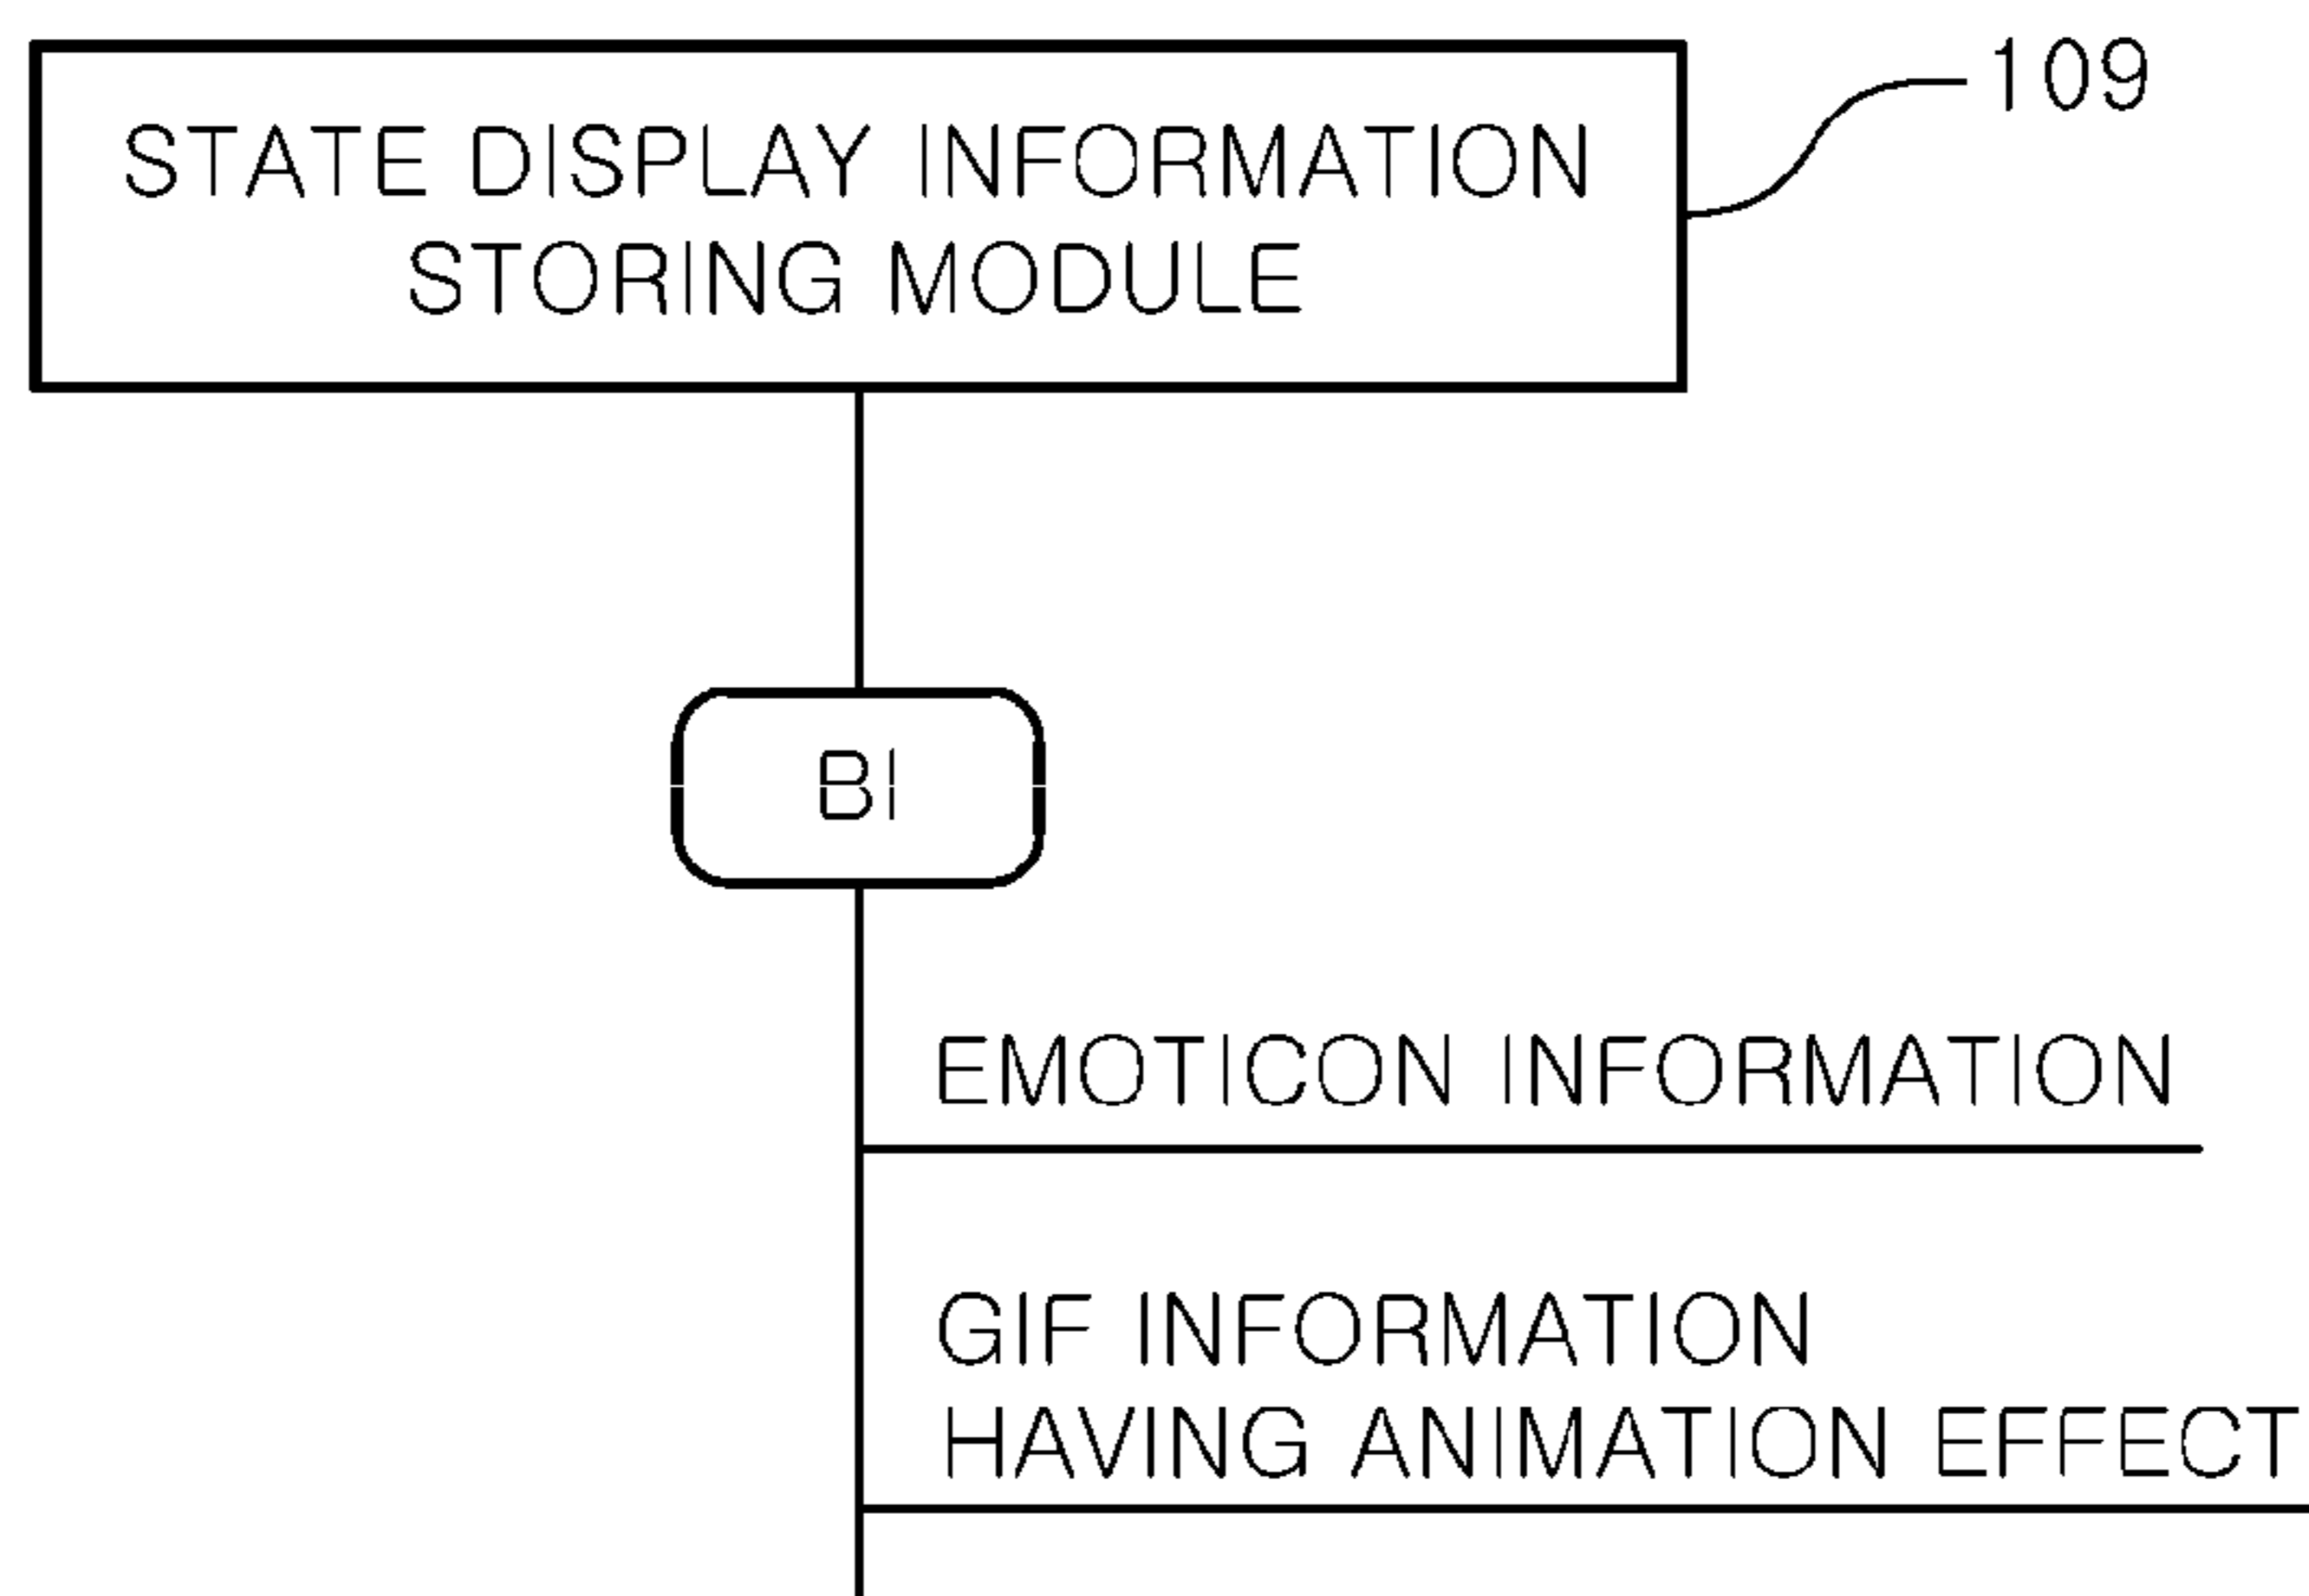 109
STATE DISPLAY INFORMATION
STORING MODULE
BI
EMOTICON INFORMATION
GIF INFORMATION
HAVING ANIMATION EFFECT